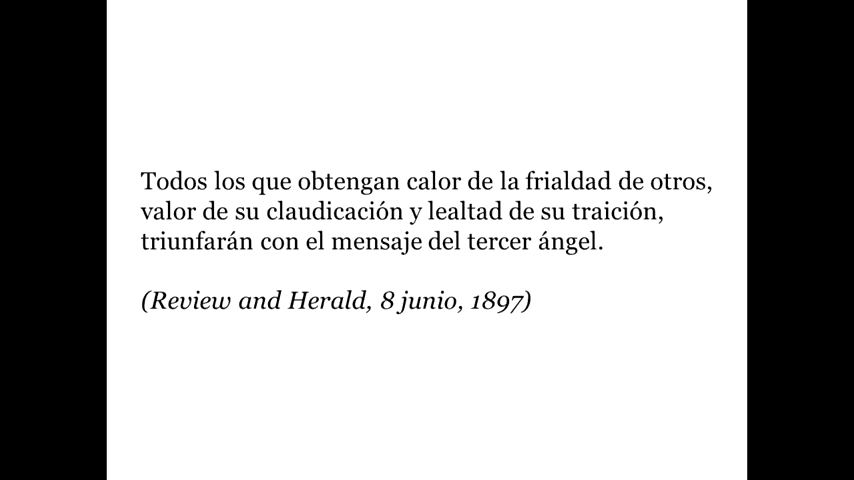 Todos los que obtengan calor de la frialdad de otros,
valor de su claudicación y lealtad de su traición,
triunfarán con el mensaje del tercer ángel.
(Review and Herald, 8 junio, 1897)